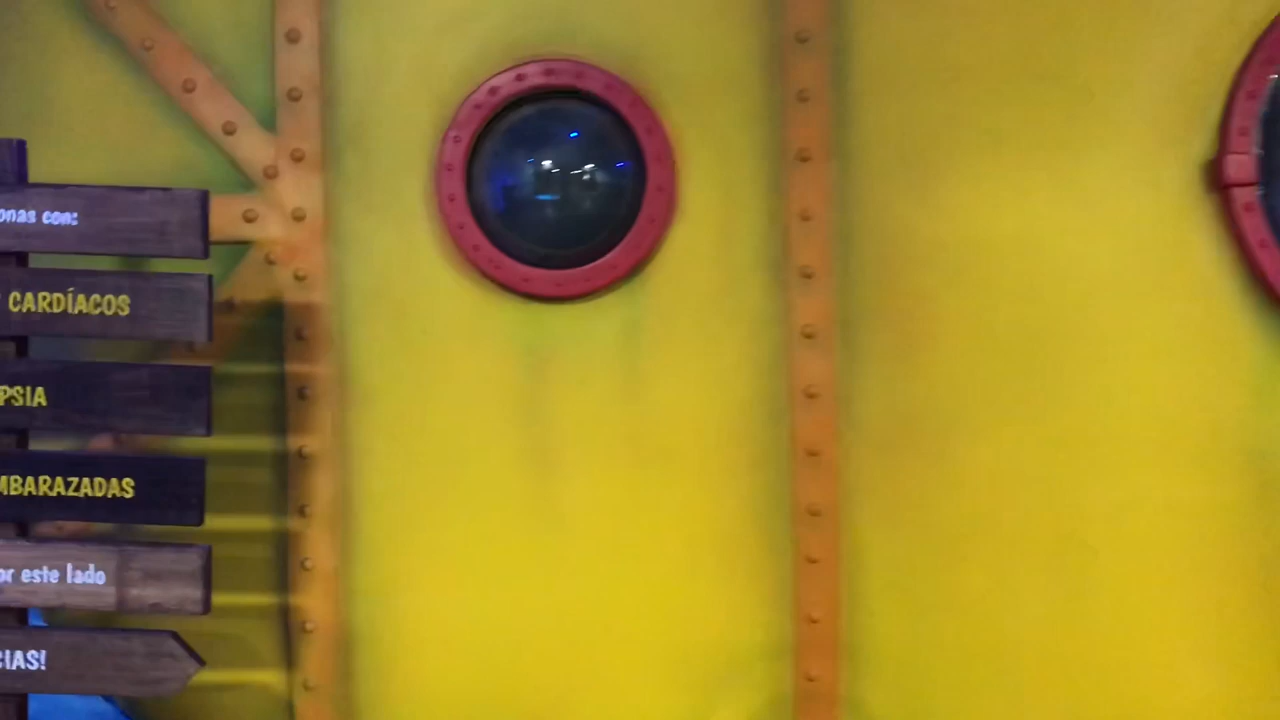 onas con:
CARDÍACOS
PSIA
MBARAZADAS
or este lado
CIAS!